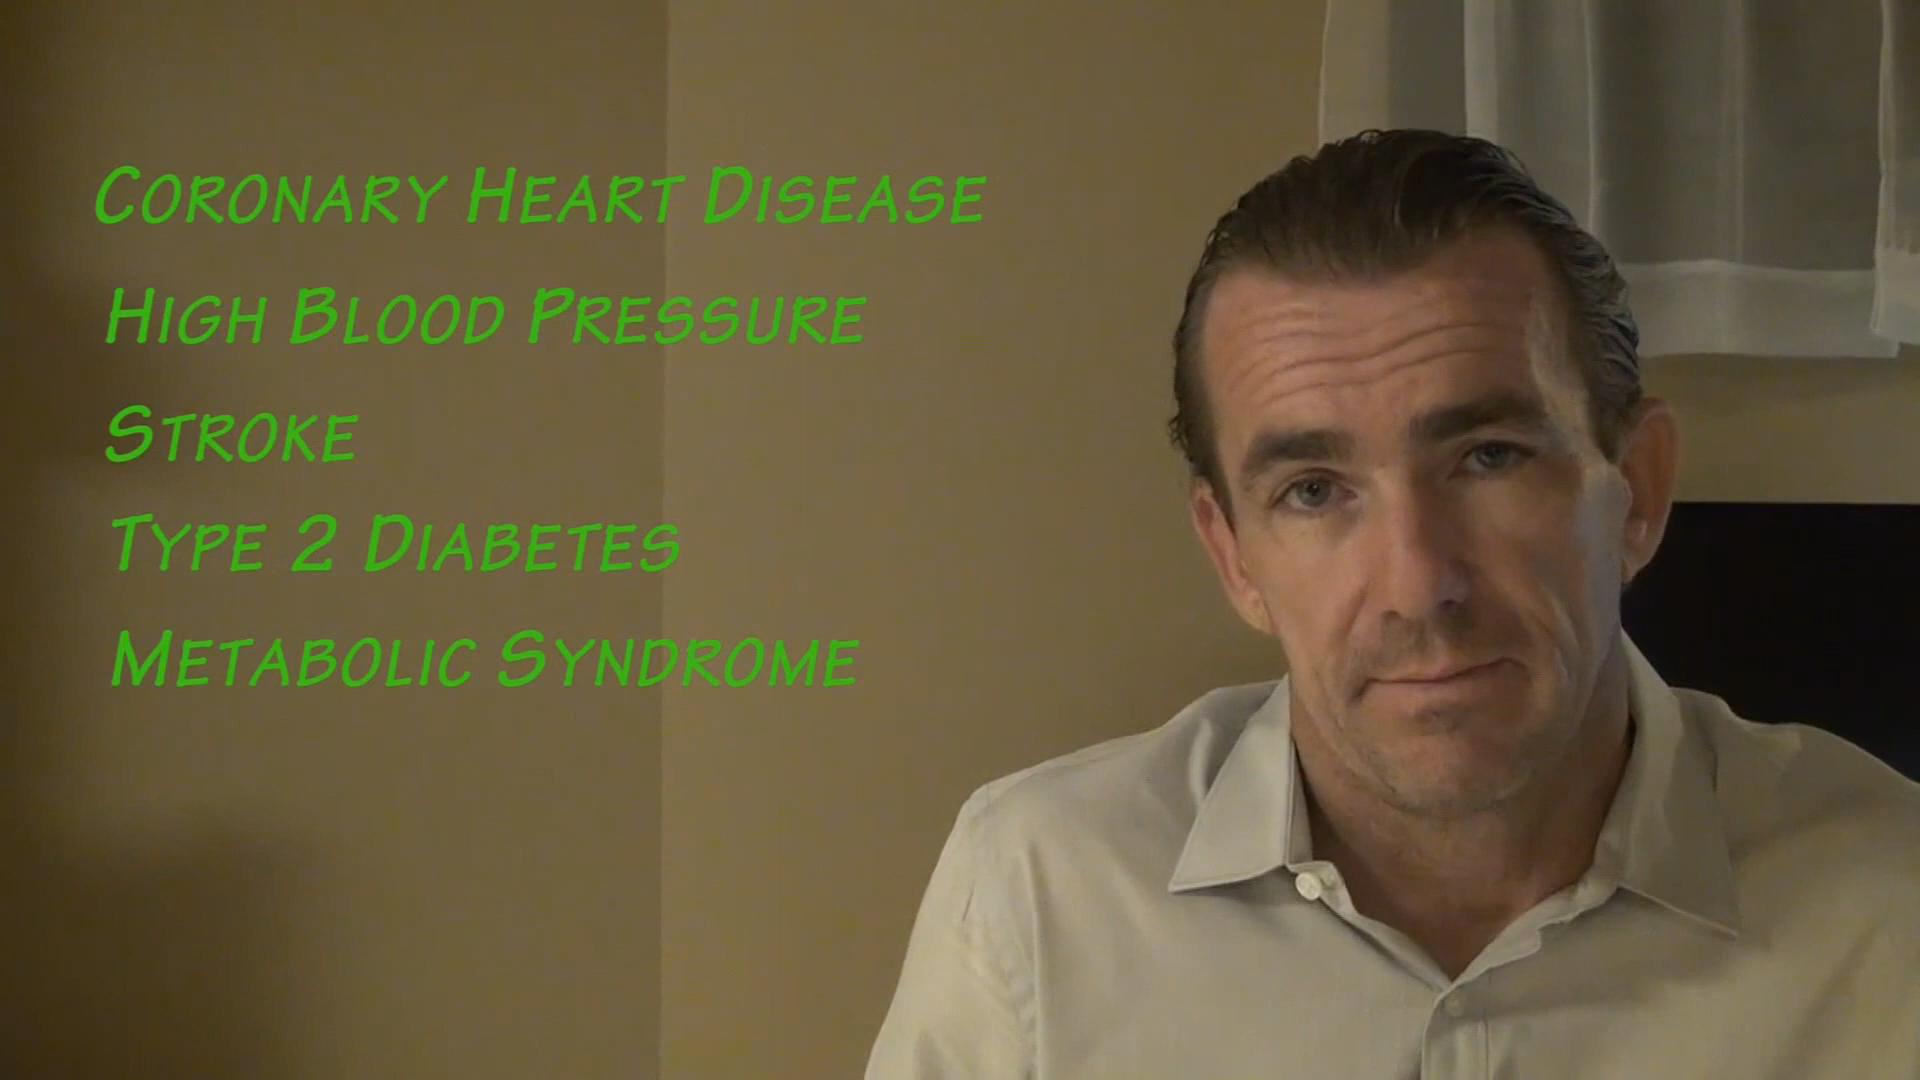 Coronary Heart Disease
High Blood Pressure
Stroke
Type 2 Diabetes
Metabolic Syndrome